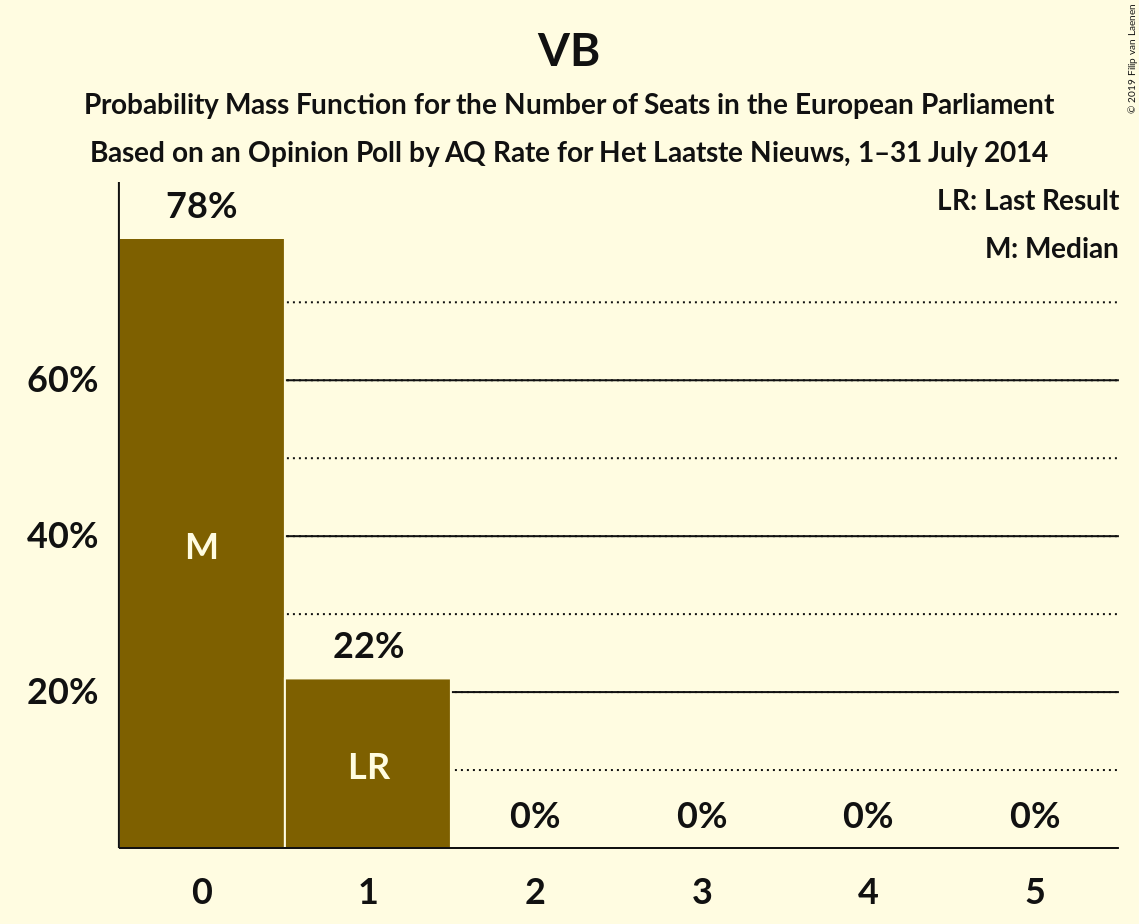 VB
Probability Mass Function for the Number of Seats in the European Parliament
Based on an Opinion Poll by AQ Rate for Het Laatste Nieuws, 1–31 July 2014
© 2019 Filip van Laenen
LR: Last Result
M: Median
78%
60%
40%
20%
M
22%
LR
0% 0% 0% 0%
0 1 2 3 4 5